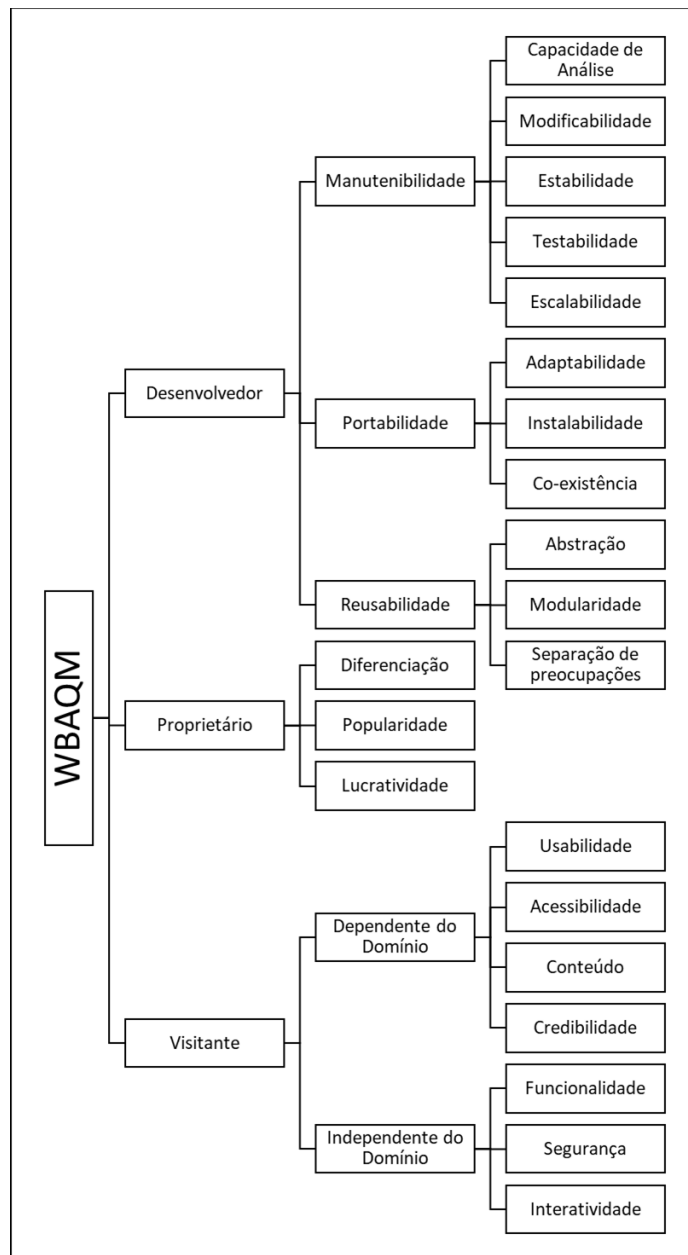 WBAQM
Desenvolvedor
Manutenibilidade
Capacidade de
Análise
Modificabilidade
Estabilidade
Testabilidade
Escalabilidade
Portabilidade
Adaptabilidade
Instalabilidade
Co-existência
Reusabilidade
Abstração
Modularidade
Separação de
preocupações
Proprietário
Diferenciação
Popularidade
Lucratividade
Visitante
Dependente do
Domínio
Usabilidade
Acessibilidade
Conteúdo
Credibilidade
Independente do
Domínio
Funcionalidade
Segurança
Interatividade